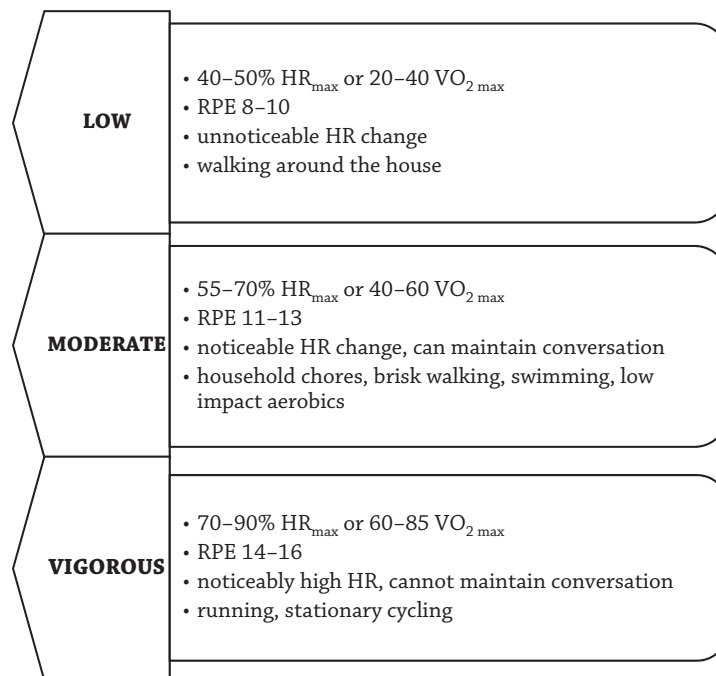 LOW
• 40–50% HRmax or 20–40 VO2 max
• RPE 8–10
• unnoticeable HR change
• walking around the house
MODERATE
• 55–70% HRmax or 40–60 VO2 max
• RPE 11–13
• noticeable HR change, can maintain conversation
• household chores, brisk walking, swimming, low
impact aerobics
VIGOROUS
• 70–90% HRmax or 60–85 VO2 max
• RPE 14–16
• noticeably high HR, cannot maintain conversation
• running, stationary cycling